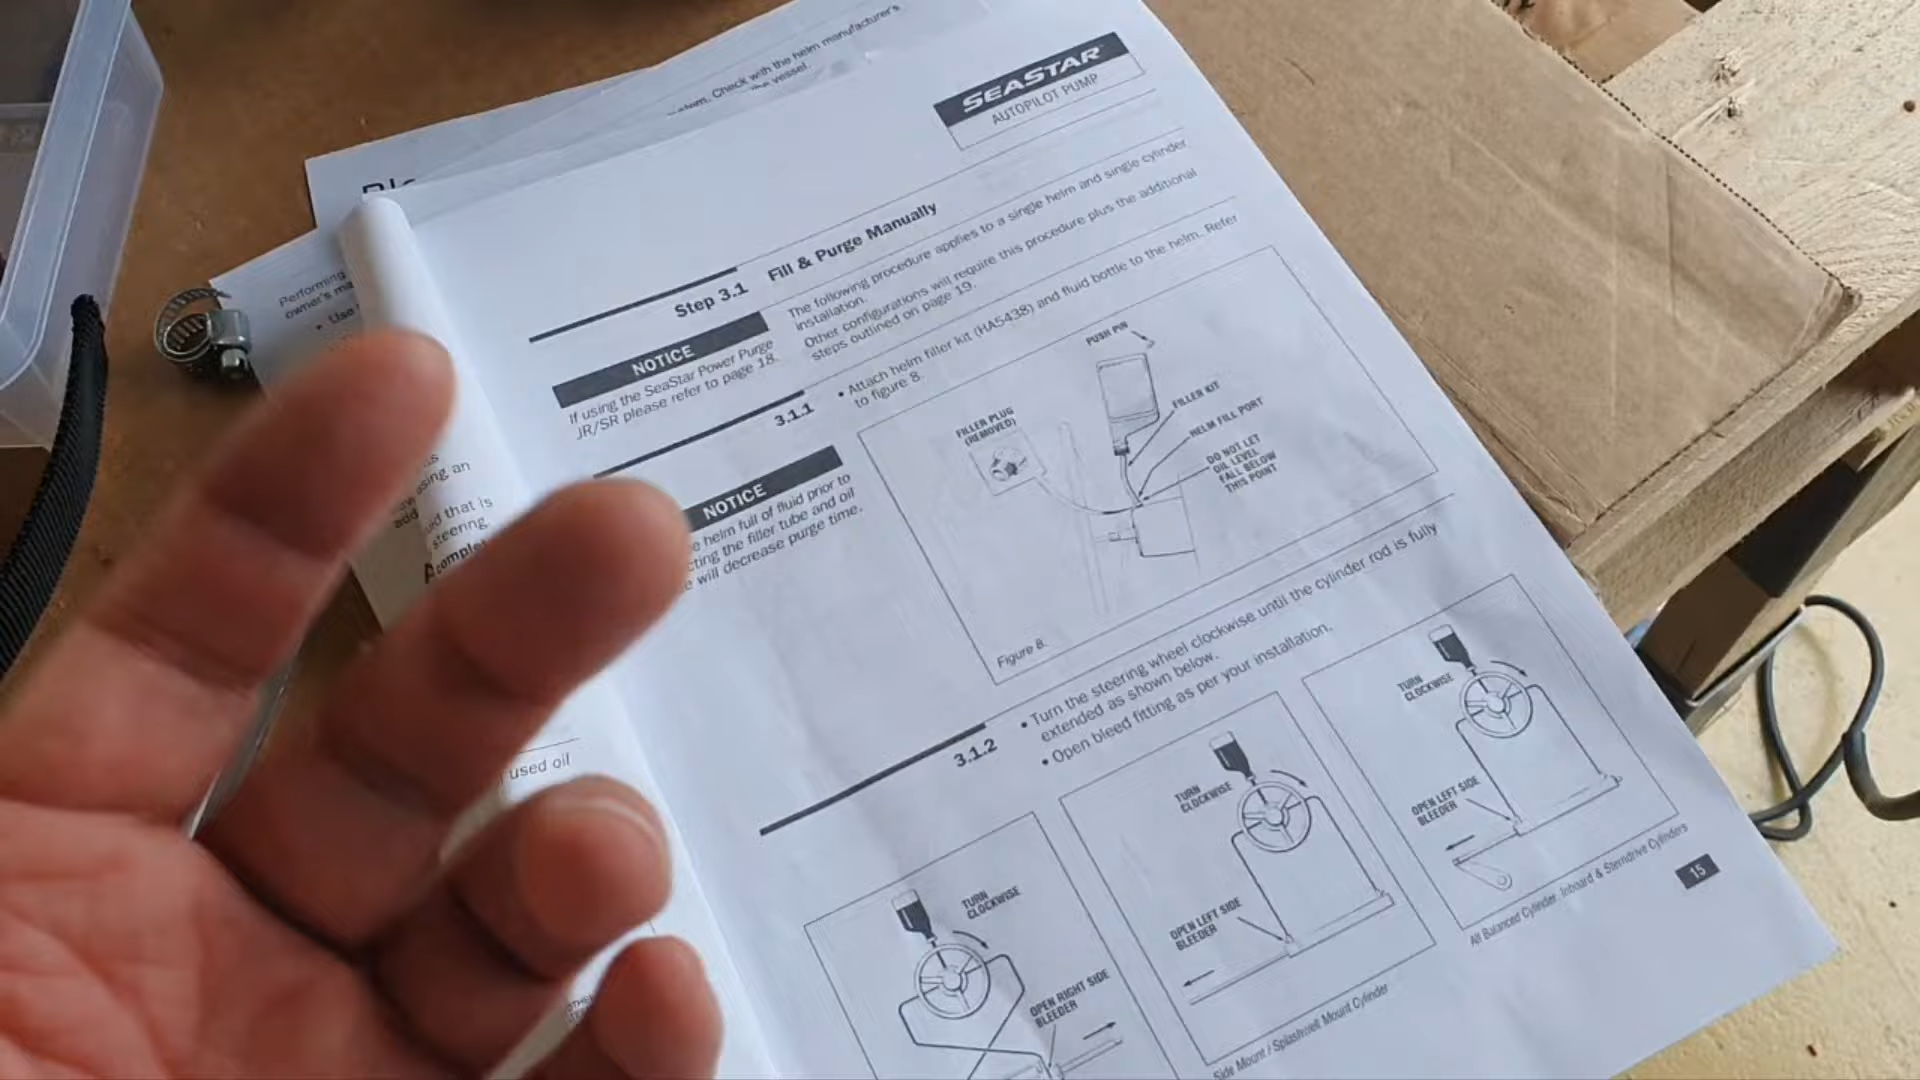 stem. Check with the helm manufacturer's
the vessel.
SEASTAR
AUTOPILOT PUMP
Performing
owner's ma
• Use
Step 3.1 Fill & Purge Manually
NOTICE
If using the SeaStar Power Purge
JR/SR please refer to page 18.
The following procedure applies to a single helm and single cylinder
installation.
Other configurations will require this procedure plus the additional
steps outlined on page 19.
3.1.1
• Attach helm filler kit (HA5438) and fluid bottle to the helm. Refer
to figure 8.
NOTICE
e helm full of fluid prior to
cting the filler tube and oil
e will decrease purge time.
PUSH PIN
FILLER PLUG
(REMOVED)
FILLER KIT
HELM FILL PORT
DO NOT LET
OIL LEVEL
FALL BELOW
THIS POINT
Figure 8.
using an
add
uid that is
steering.
complet
used oil
3.1.2
• Turn the steering wheel clockwise until the cylinder rod is fully
extended as shown below.
• Open bleed fitting as per your installation.
TURN
CLOCKWISE
OPEN RIGHT SIDE
BLEEDER
TURN
CLOCKWISE
OPEN LEFT SIDE
BLEEDER
Side Mount / Splashwell Mount Cylinder
TURN
CLOCKWISE
OPEN LEFT SIDE
BLEEDER
All Balanced Cylinder, Inboard & Sterndrive Cylinders
15